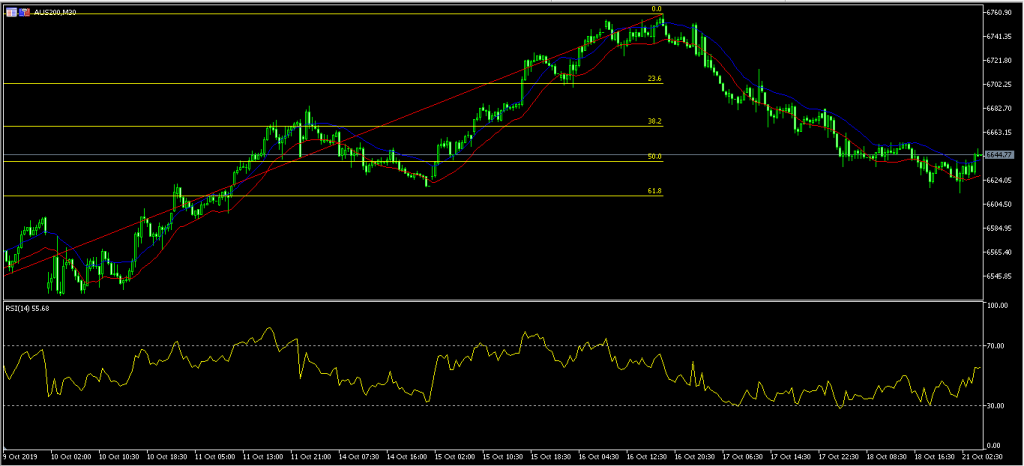 AUS200,M30
0.0
23.6
38.2
50.0
61.8
6760.90
6741.35
6721.80
6702.25
6682.70
6663.15
6644.77
6624.05
6604.50
6584.95
6565.40
6545.85
RSI(14) 55.68
100.00
70.00
30.00
0.00
9 Oct 2019
10 Oct 02:00
10 Oct 10:30
10 Oct 18:30
11 Oct 05:00
11 Oct 13:00
11 Oct 21:00
14 Oct 07:30
14 Oct 16:00
15 Oct 02:00
15 Oct 10:30
15 Oct 18:30
16 Oct 04:30
16 Oct 12:30
16 Oct 20:30
17 Oct 06:30
17 Oct 14:30
17 Oct 22:30
18 Oct 08:30
18 Oct 16:30
21 Oct 02:30